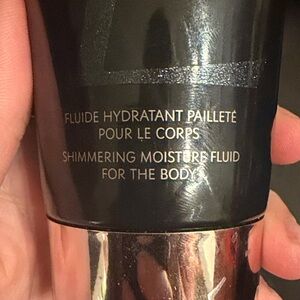 FLUIDE HYDRATANT PAILLETÉ
POUR LE CORPS
SHIMMERING MOISTURE FLUID
FOR THE BODY